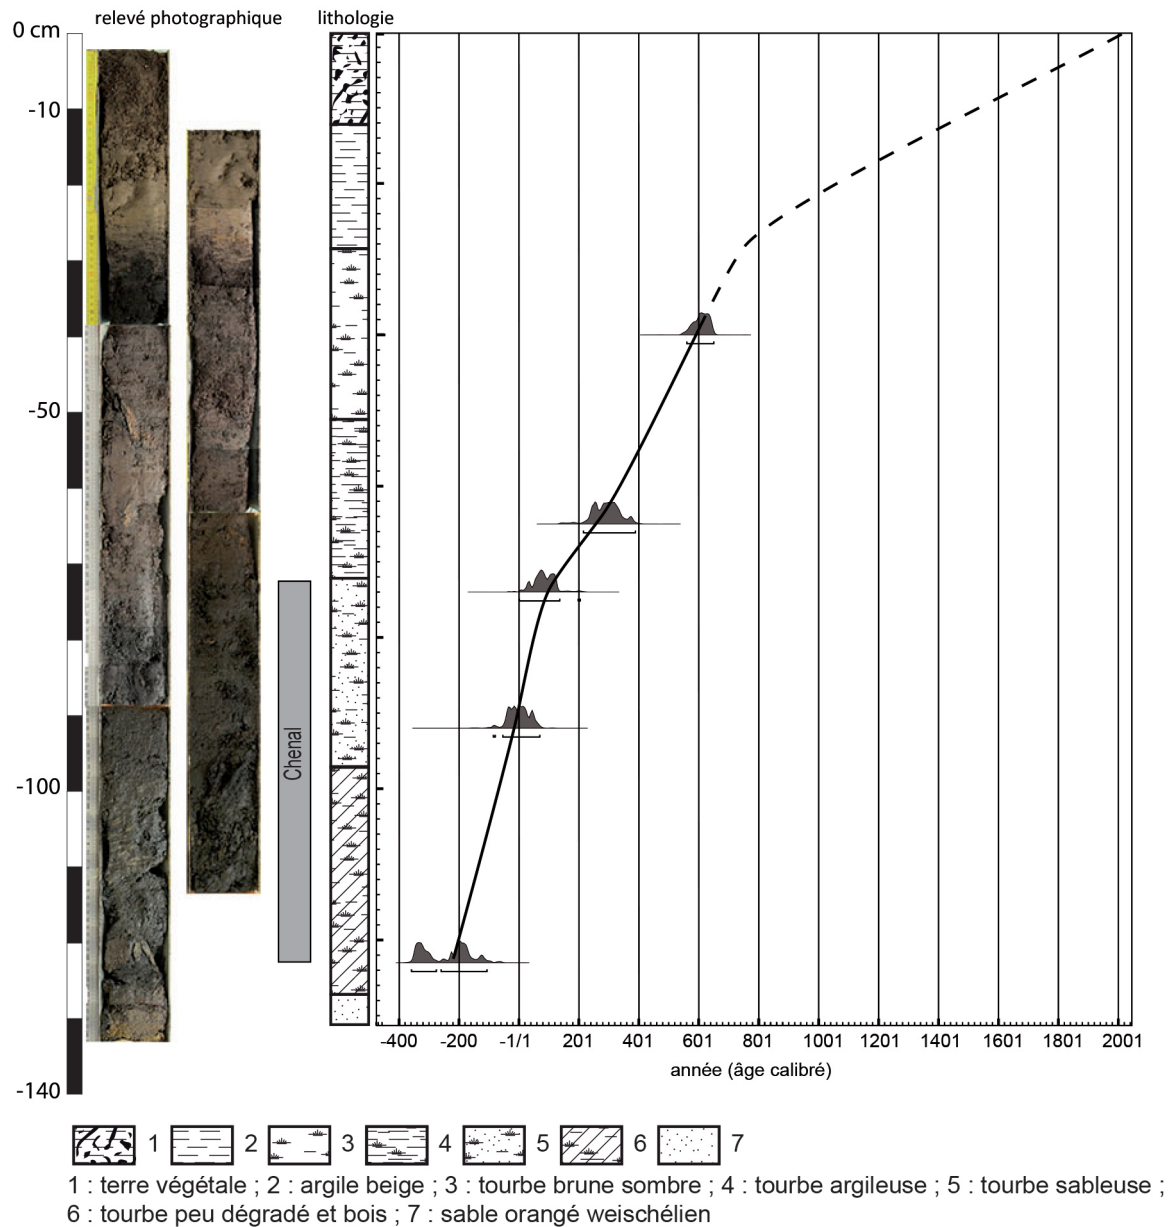 relevé photographique
lithologie
0 cm
-10
-50
-100
-140
Chenal
-400 -200 -1/1 201 401 601 801 1001 1201 1401 1601 1801 2001
année (âge calibré)
1 2 3 4 5 6 7
1 : terre végétale ; 2 : argile beige ; 3 : tourbe brune sombre ; 4 : tourbe argileuse ; 5 : tourbe sableuse ;
6 : tourbe peu dégradé et bois ; 7 : sable orangé weischélien